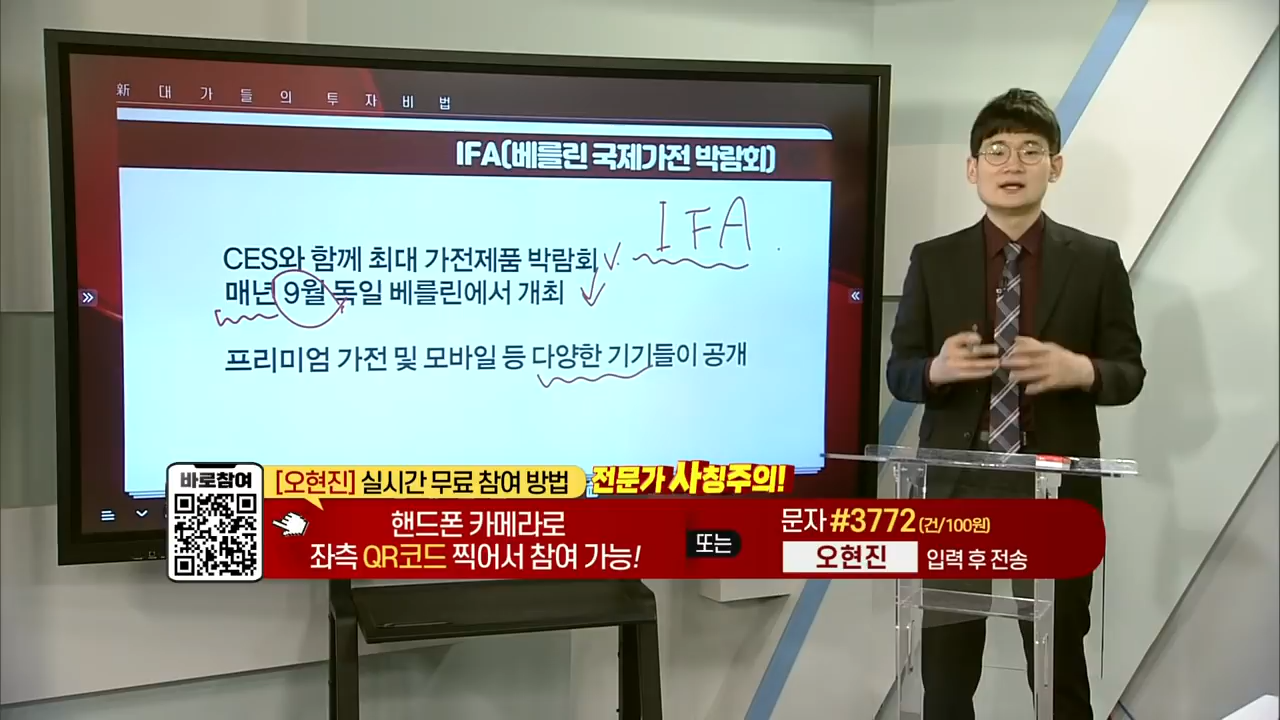 新 대 가 들 의 투 자 비 법
IFA(베를린 국제가전 박람회)
IFA
CES와 함께 최대 가전제품 박람회
매년 9월 독일 베를린에서 개최
프리미엄 가전 및 모바일 등 다양한 기기들이 공개
바로참여
[오현진] 실시간 무료 참여 방법
전문가 사칭주의!
핸드폰 카메라로
좌측 QR코드 찍어서 참여 가능!
또는
문자 #3772 (건/100원)
오현진 입력 후 전송